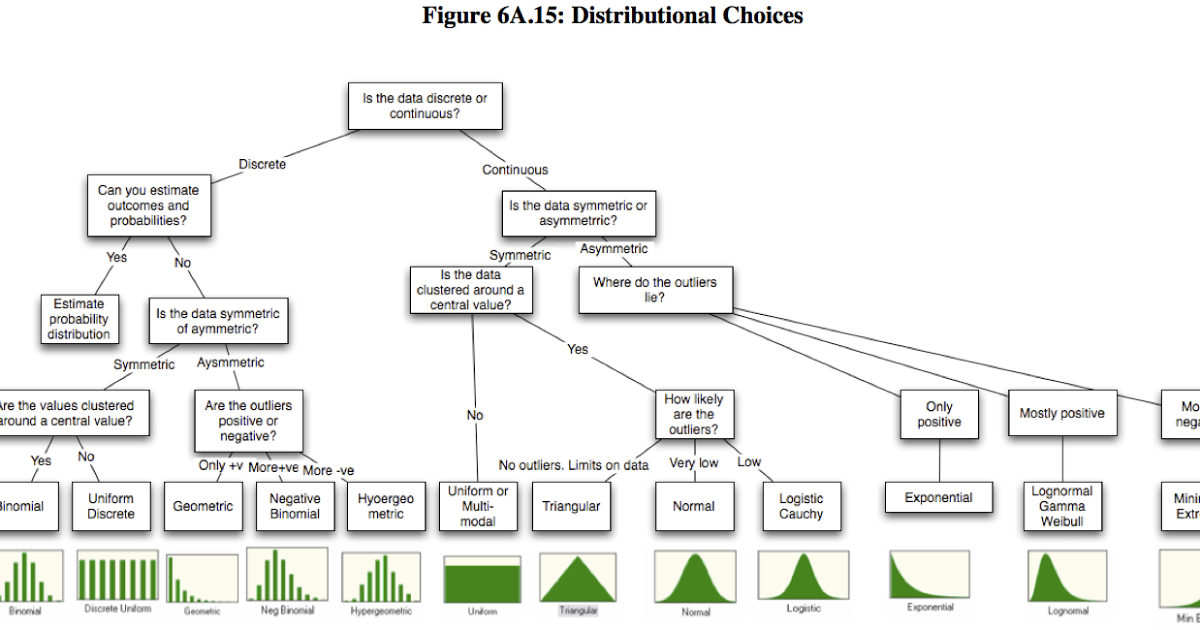 Figure 6A.15: Distributional Choices
Is the data discrete or
continuous?
Discrete
Continuous
Can you estimate
outcomes and
probabilities?
Is the data symmetric or
asymmetrric?
Yes
No
Symmetric
Asymmetric
Estimate
probability
distribution
Is the data symmetric
of aymmetric?
Is the data
clustered around a
central value?
Where do the outliers
lie?
Symmetric
Aysmmetric
Yes
No
Are the values clustered
around a central value?
Are the outliers
positive or
negative?
How likely
are the
outliers?
Only
positive
Mostly positive
Yes
No
Only +v
More+ve
More -ve
No outliers. Limits on data
Very low
Low
Binomial
Uniform
Discrete
Geometric
Negative
Binomial
Hyoergeo
metric
Uniform or
Multi-
modal
Triangular
Normal
Logistic
Cauchy
Exponential
Lognormal
Gamma
Weibull
Binomial
Discrete Uniform
Geometric
Neg Binomial
Hypergeometric
Uniform
Triangular
Normal
Logistic
Exponential
Lognormal
Min